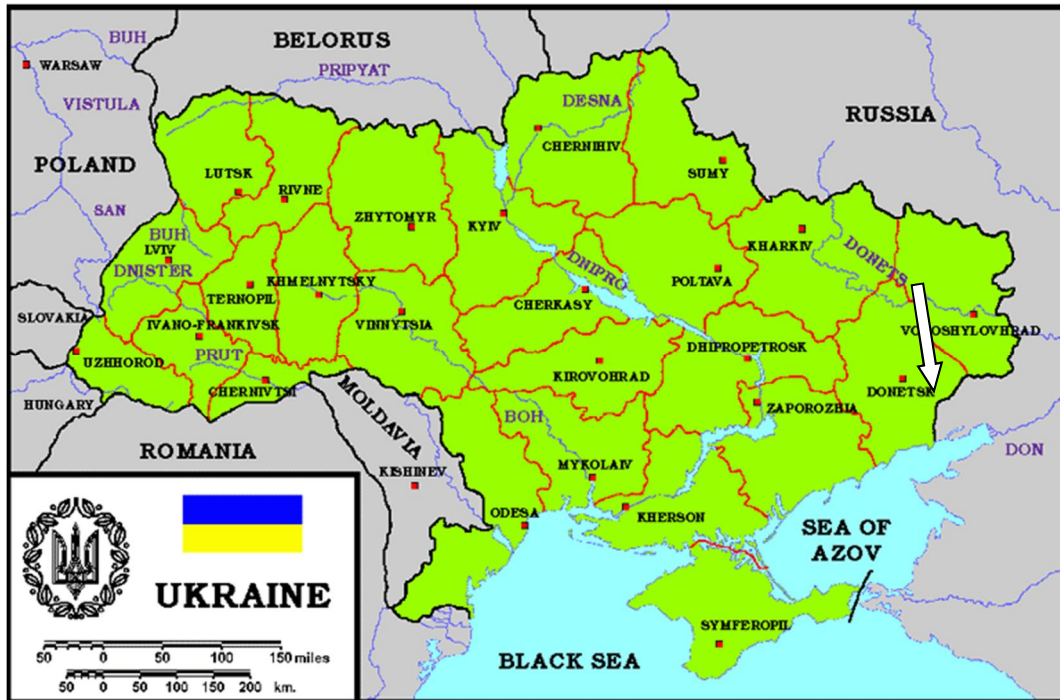 BUH
BELORUS
WARSAW
PRIPYAT
VISTULA
DESNA
RUSSIA
CHERNIHIV
POLAND
SUMY
LUTSK
RIVNE
SAN
ZHYTOMYR
KYIV
BUH
LVIV
KHARKIV
DONETS
DNISTER
DNIPRO
KHMELNYTSKY
POLTAVA
TERNOPIL
CHERKASY
SLOVAKIA
IVANO-FRANKIVSK
VINNYTSIA
VOROSHYLOVHRAD
DHIPROPETROSK
UZHHOROD
PRUT
KIROVOHRAD
CHERNIVTSI
DONETSK
HUNGARY
MOLDAVIA
BOH
ZAPOROZHIA
ROMANIA
DON
KISHINEV
MYKOLAIV
ODESA
KHERSON
SEA OF
AZOV
UKRAINE
SYMFEROPIL
50 0 50 100 150 miles
BLACK SEA
50 0 50 100 150 200 km.